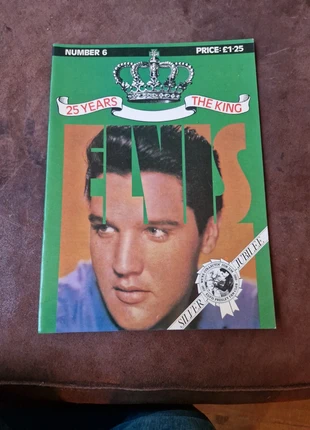 NUMBER 6
PRICE: £1·25
25 YEARS
THE KING
ELVIS
SILVER
JUBILEE